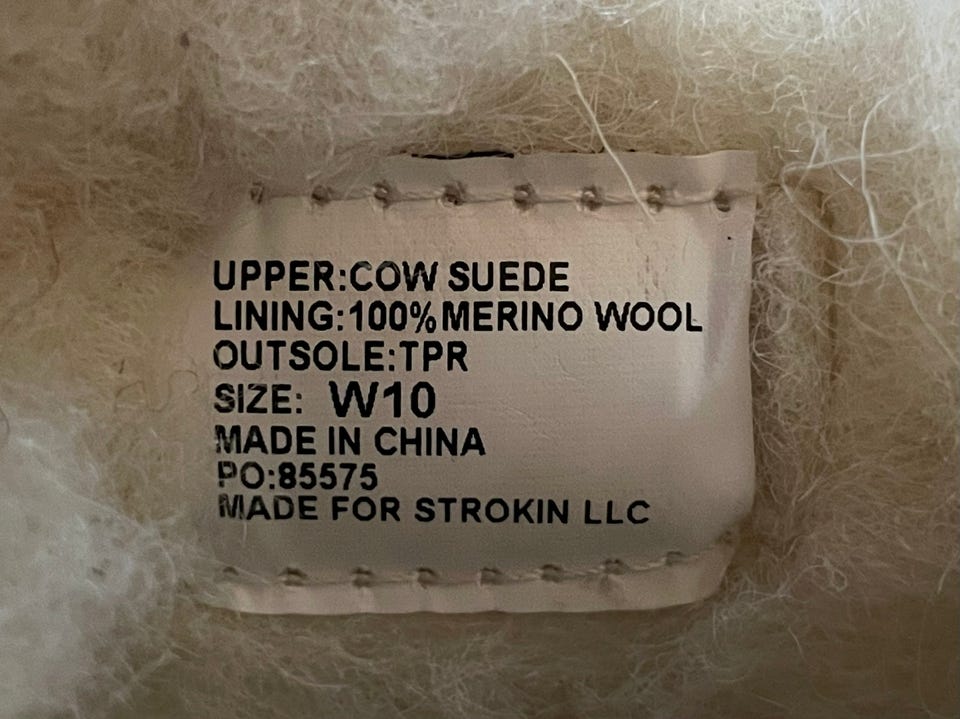 UPPER:COW SUEDE
LINING:100%MERINO WOOL
OUTSOLE:TPR
SIZE: W10
MADE IN CHINA
PO:85575
MADE FOR STROKIN LLC